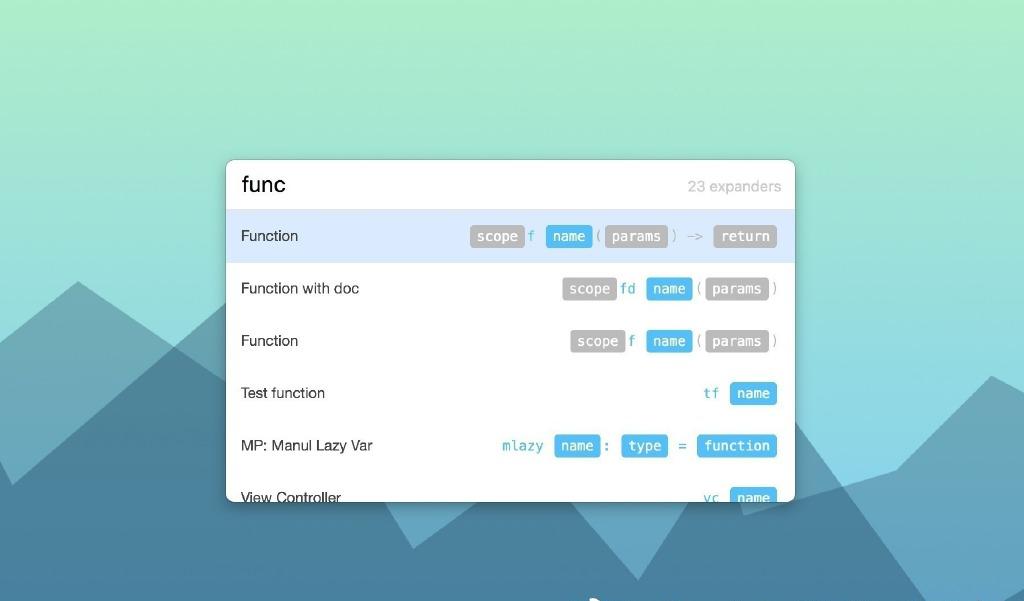 func 23 expanders
Function scope f name ( params ) -> return
Function with doc scope fd name ( params )
Function scope f name ( params )
Test function tf name
MP: Manul Lazy Var mlazy name : type = function
View Controller vc name